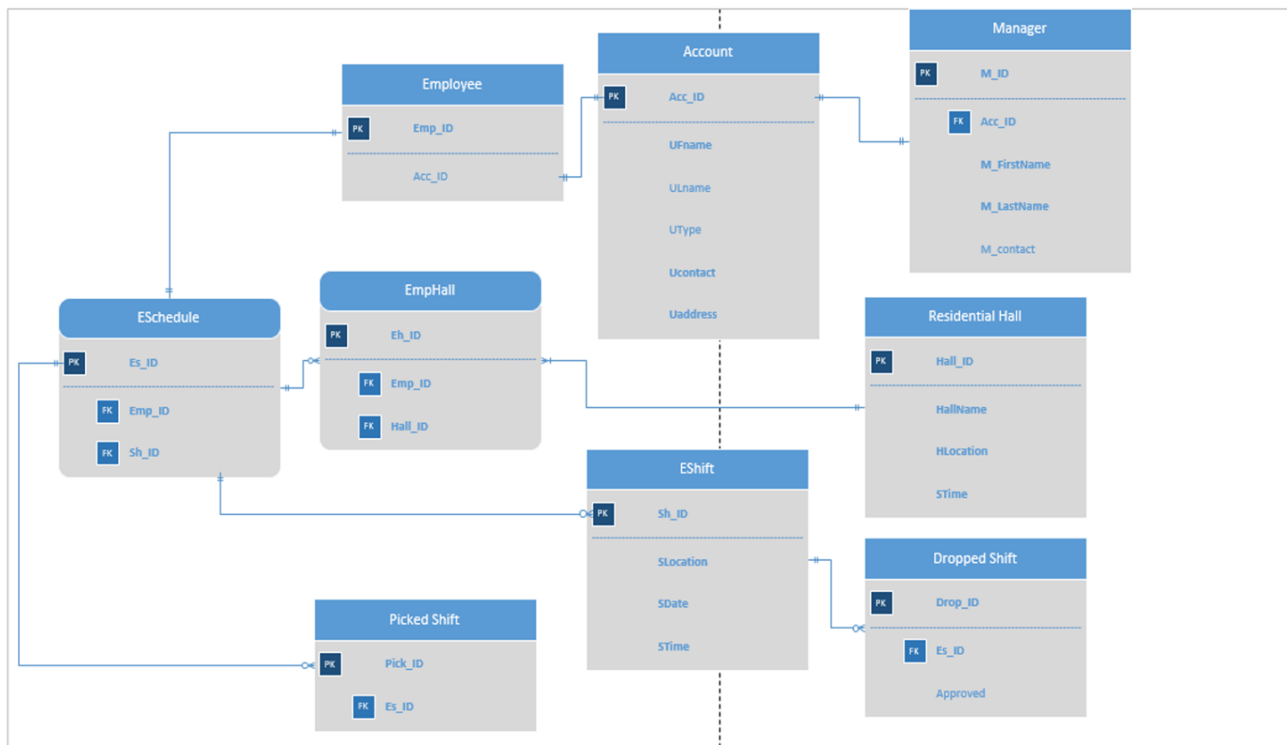 Employee
PK Emp_ID
Acc_ID
Account
PK Acc_ID
UFname
ULname
UType
Ucontact
Uaddress
Manager
PK M_ID
FK Acc_ID
M_FirstName
M_LastName
M_contact
ESchedule
PK Es_ID
FK Emp_ID
FK Sh_ID
EmpHall
PK Eh_ID
FK Emp_ID
FK Hall_ID
Residential Hall
PK Hall_ID
HallName
HLocation
STime
EShift
PK Sh_ID
SLocation
SDate
STime
Dropped Shift
PK Drop_ID
FK Es_ID
Approved
Picked Shift
PK Pick_ID
FK Es_ID